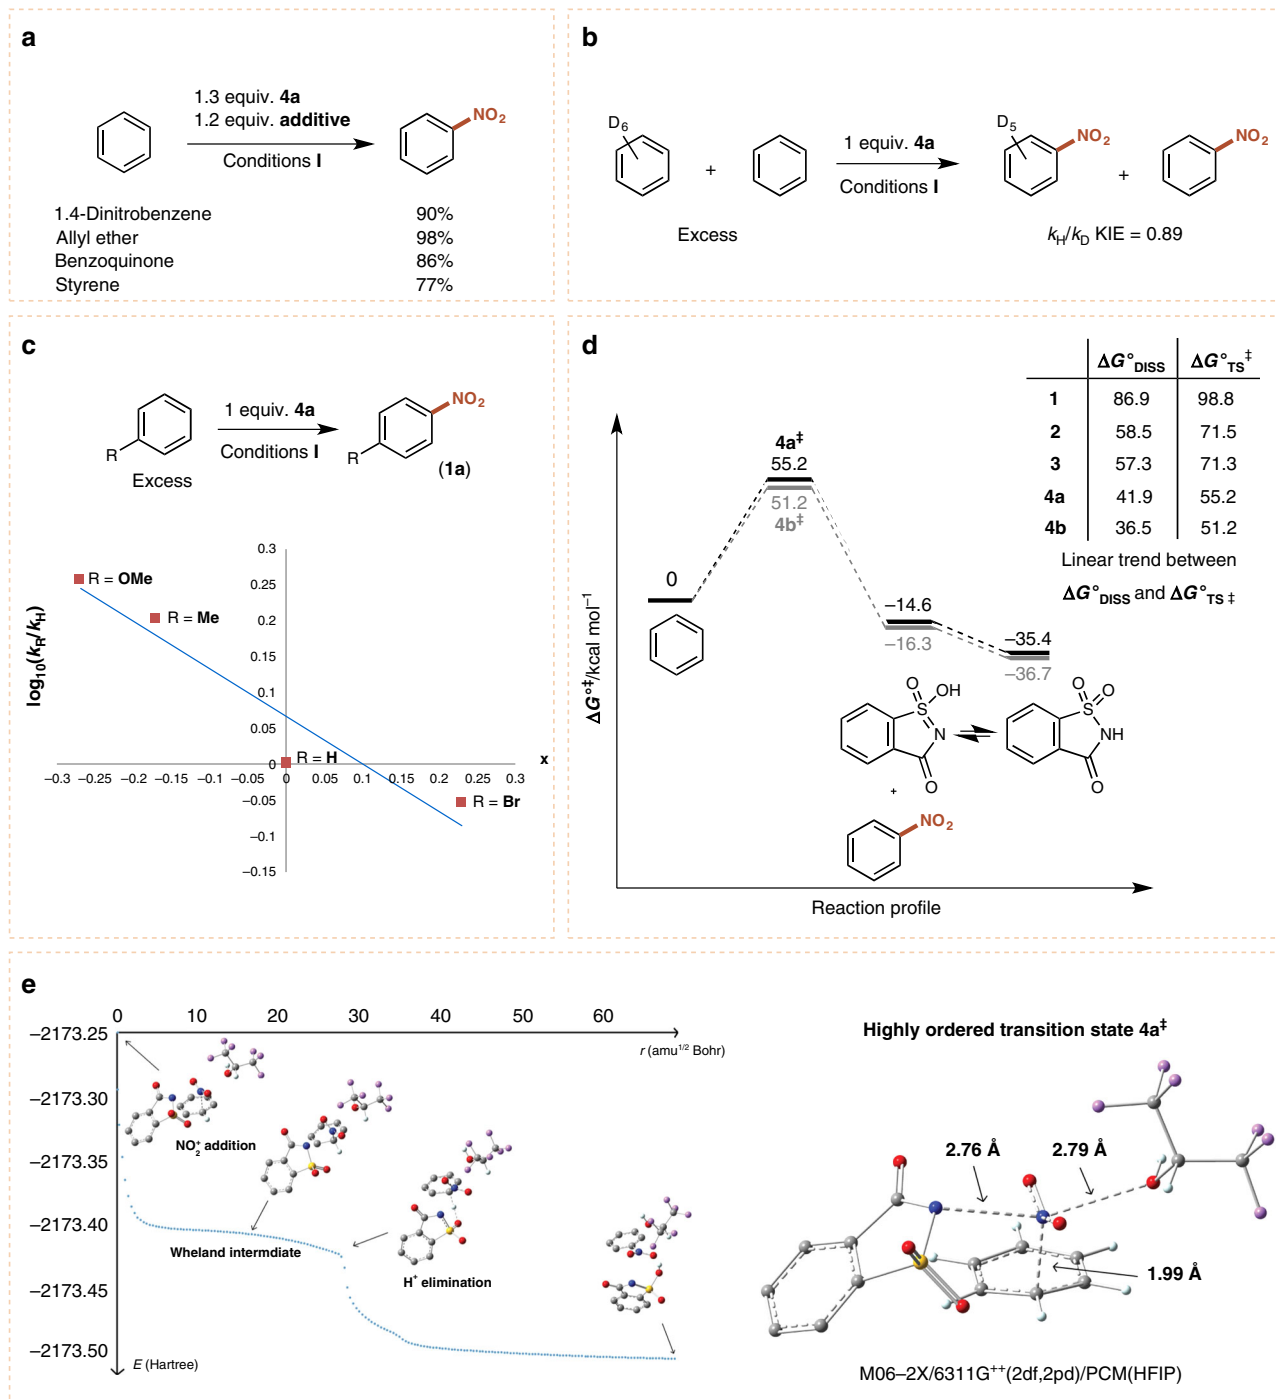 a
1.3 equiv. 4a
1.2 equiv. additive
Conditions I
NO2
1.4-Dinitrobenzene 90%
Allyl ether 98%
Benzoquinone 86%
Styrene 77%
b
D6
+
Excess
1 equiv. 4a
Conditions I
D5
NO2
+
NO2
kH/kD KIE = 0.89
c
R
Excess
1 equiv. 4a
Conditions I
R
NO2
(1a)
log10(kR/kH)
0.3
0.25
0.2
0.15
0.1
0.05
0
−0.05
−0.1
−0.15
−0.3 −0.25 −0.2 −0.15 −0.1 −0.05 0 0.05 0.1 0.15 0.2 0.25 0.3
x
R = OMe
R = Me
R = H
R = Br
d
ΔG°DISS ΔG°TS‡
1 86.9 98.8
2 58.5 71.5
3 57.3 71.3
4a 41.9 55.2
4b 36.5 51.2
Linear trend between
ΔG°DISS and ΔG°TS‡
ΔG°‡/kcal mol−1
0
4a‡
55.2
51.2
4b‡
−14.6
−16.3
−35.4
−36.7
O
OH
S
N
O
O
O
S
NH
O
+
NO2
Reaction profile
e
0 10 20 30 40 50 60
r (amu1/2 Bohr)
−2173.25
−2173.30
−2173.35
−2173.40
−2173.45
−2173.50
E (Hartree)
NO2+ addition
Wheland intermdiate
H+ elimination
Highly ordered transition state 4a‡
2.76 Å
2.79 Å
1.99 Å
M06–2X/6311G++(2df,2pd)/PCM(HFIP)